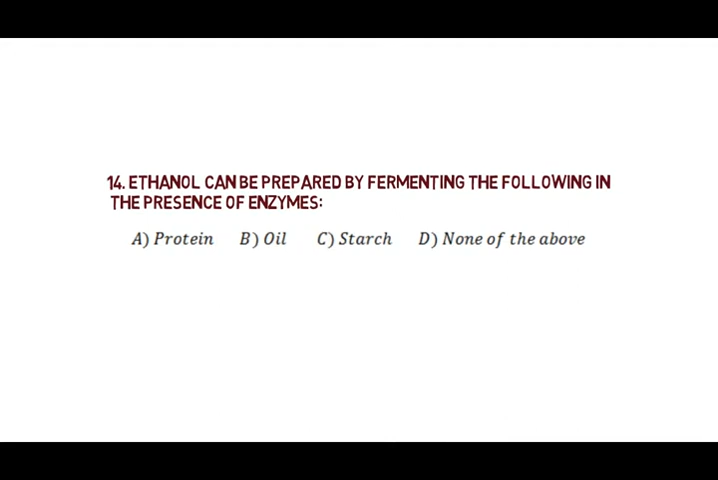 14. ETHANOL CAN BE PREPARED BY FERMENTING THE FOLLOWING IN
THE PRESENCE OF ENZYMES:
A) Protein B) Oil C) Starch D) None of the above